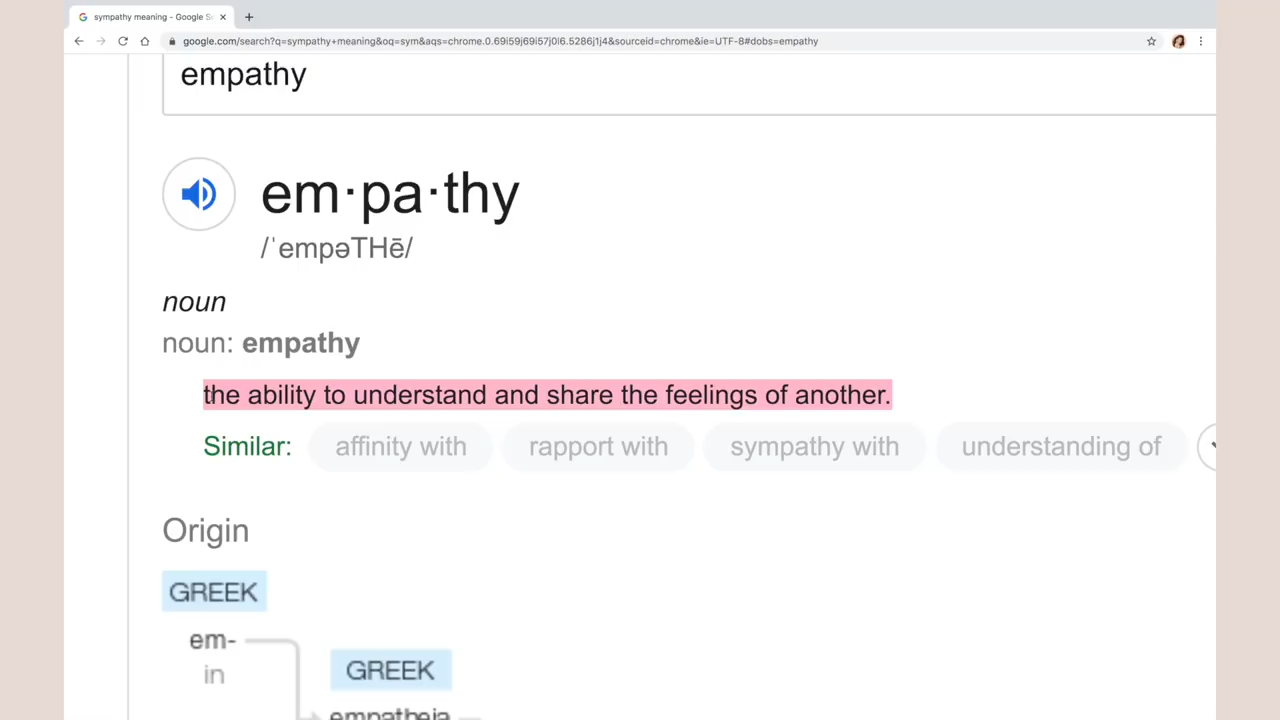 sympathy meaning - Google Se
google.com/search?q=sympathy+meaning&oq=sym&aqs=chrome.0.69i59j69i57j0l6.5286j1j4&sourceid=chrome&ie=UTF-8#dobs=empathy
empathy
em·pa·thy
/ˈempəTHē/
noun
noun: empathy
the ability to understand and share the feelings of another.
Similar: affinity with rapport with sympathy with understanding of
Origin
GREEK
em-
in
GREEK
empatheia